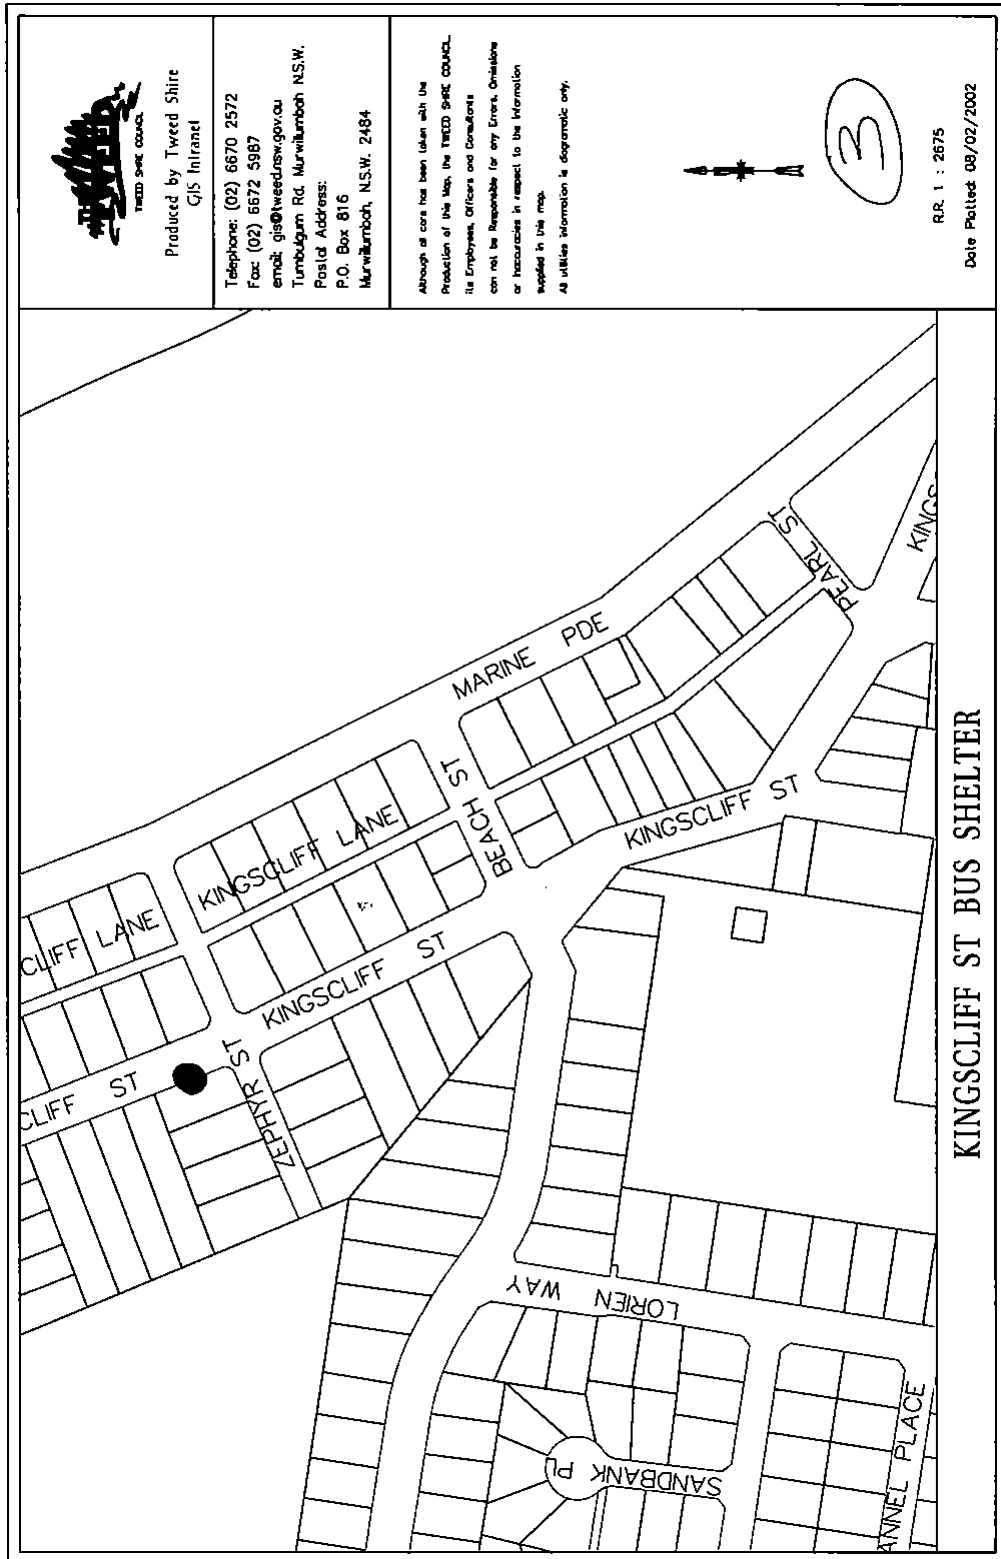 TWEED SHIRE COUNCIL
Produced by Tweed Shire
GIS Intranet
Telephone: (02) 6670 2572
Fax: (02) 6672 5987
email: gis@tweed.nsw.gov.au
Tumbulgum Rd. Murwillumbah N.S.W.
Postal Address:
P.O. Box 816
Murwillumbah, N.S.W. 2484
Although all care has been taken with the
Production of this Map, the TWEED SHIRE COUNCIL,
its Employees, Officers and Consultants
can not be Responsible for any Errors, Omissions
or Inaccuracies in respect to the Information
supplied in this map.
All utilities information is diagramatic only.
3
R.R. 1 : 2675
Date Plotted: 08/02/2002
CLIFF LANE
CLIFF ST
ZEPHYR ST
KINGSCLIFF LANE
KINGSCLIFF ST
BEACH ST
MARINE PDE
KINGSCLIFF ST
PEARL ST
KINGS
LORIEN WAY
SANDBANK PL
ANNEL PLACE
KINGSCLIFF ST BUS SHELTER